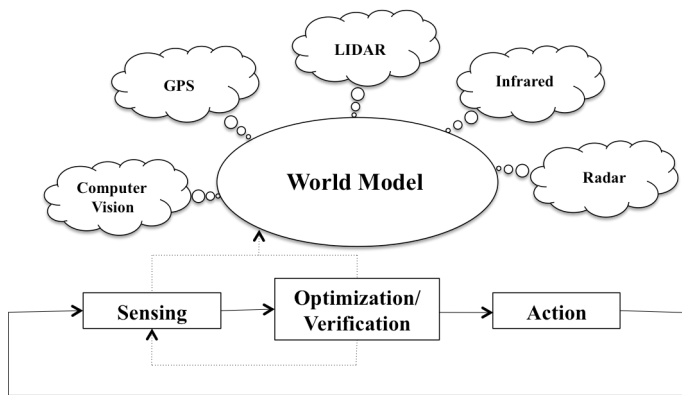 LIDAR
GPS
Infrared
Computer
Vision
World Model
Radar
Sensing
Optimization/
Verification
Action